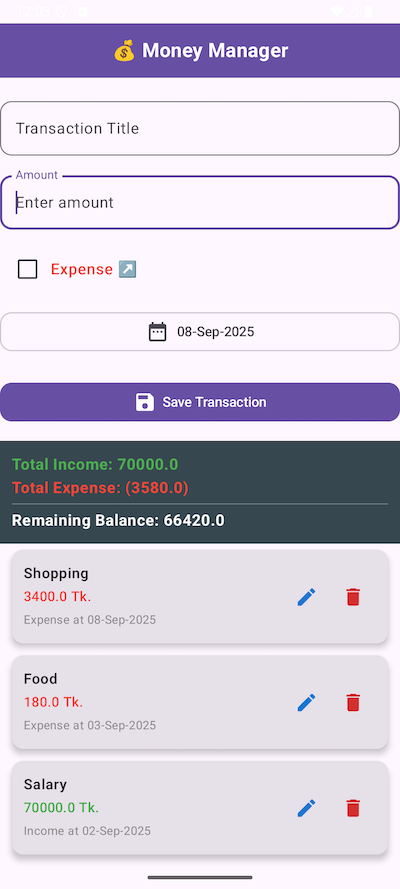 💰 Money Manager
Transaction Title
Amount
Enter amount
Expense ↗️
08-Sep-2025
Save Transaction
Total Income: 70000.0
Total Expense: (3580.0)
Remaining Balance: 66420.0
Shopping
3400.0 Tk.
Expense at 08-Sep-2025
Food
180.0 Tk.
Expense at 03-Sep-2025
Salary
70000.0 Tk.
Income at 02-Sep-2025